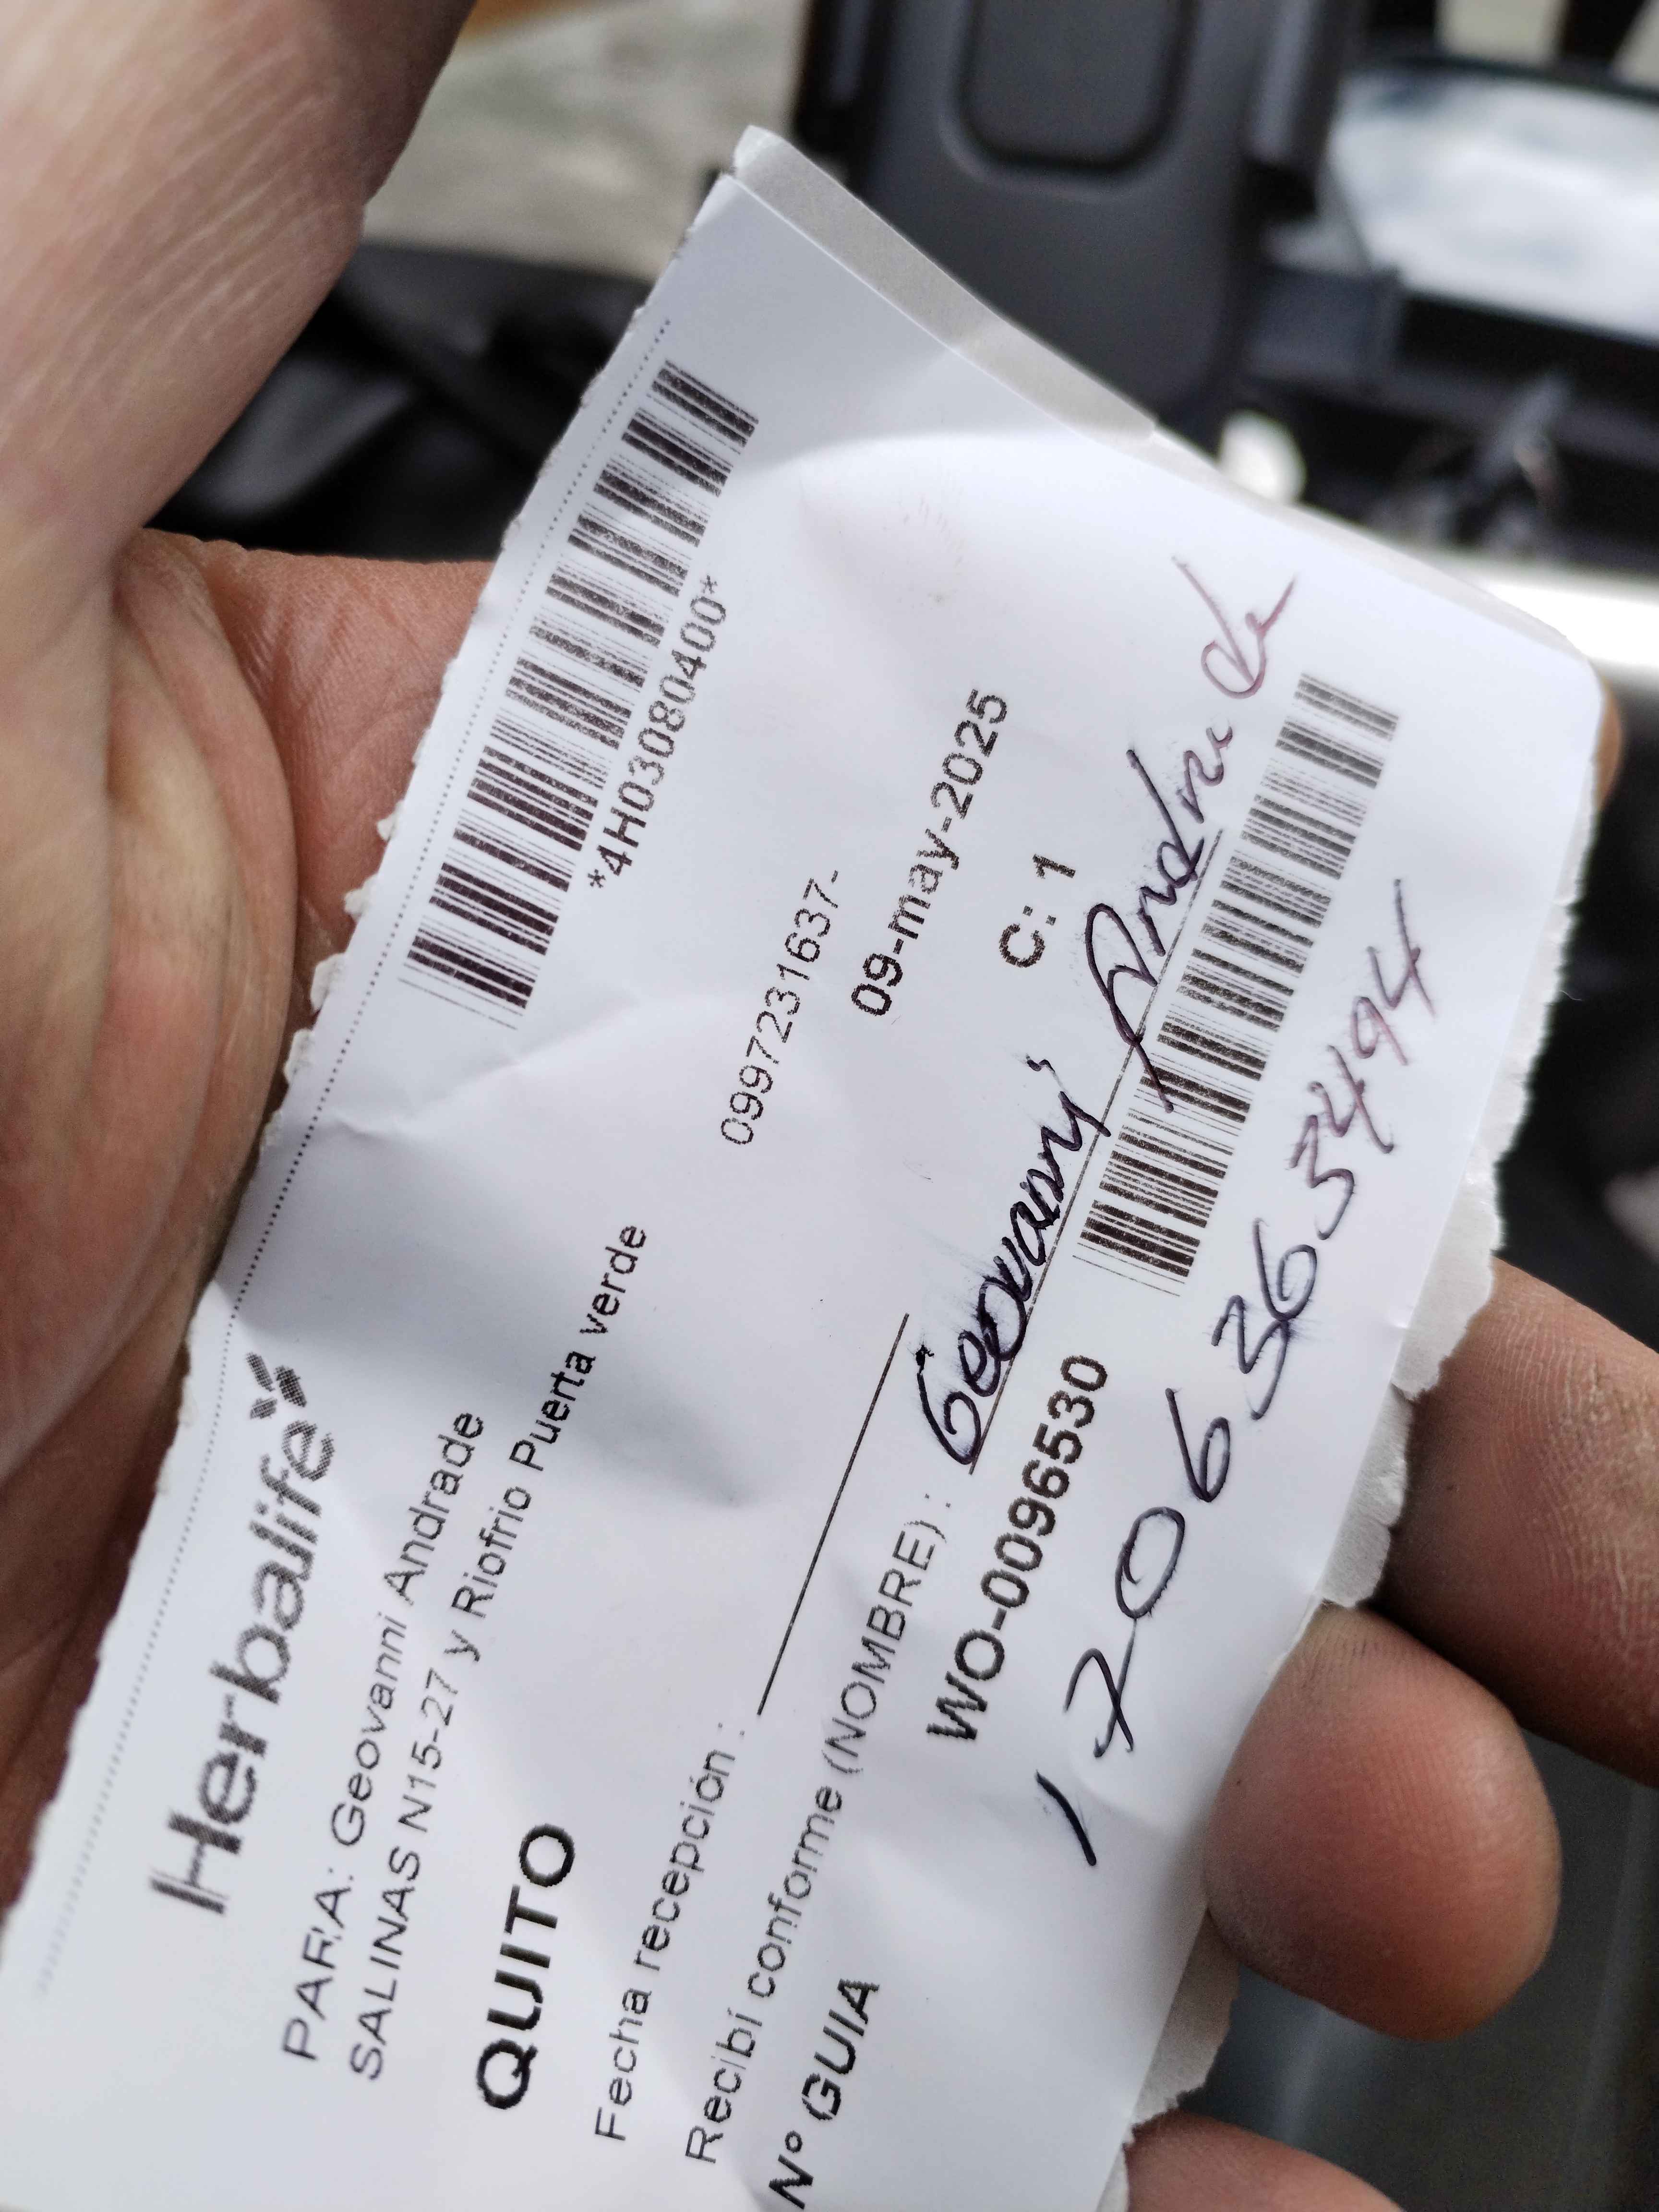 Herbalife
*4H03080400*
PARA: Geovanni Andrade
SALINAS N15-27 y Riofrio Puerta verde
0997231637-
QUITO
09-may-2025
Fecha recepción :
C: 1
Recibí conforme (NOMBRE) : Geovanny Andrade
Nº GUIA WO-0096530
1706363494